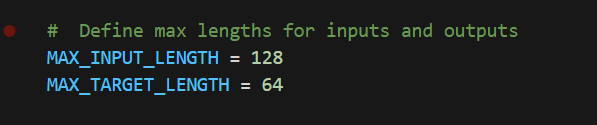 #  Define max lengths for inputs and outputs
MAX_INPUT_LENGTH = 128
MAX_TARGET_LENGTH = 64